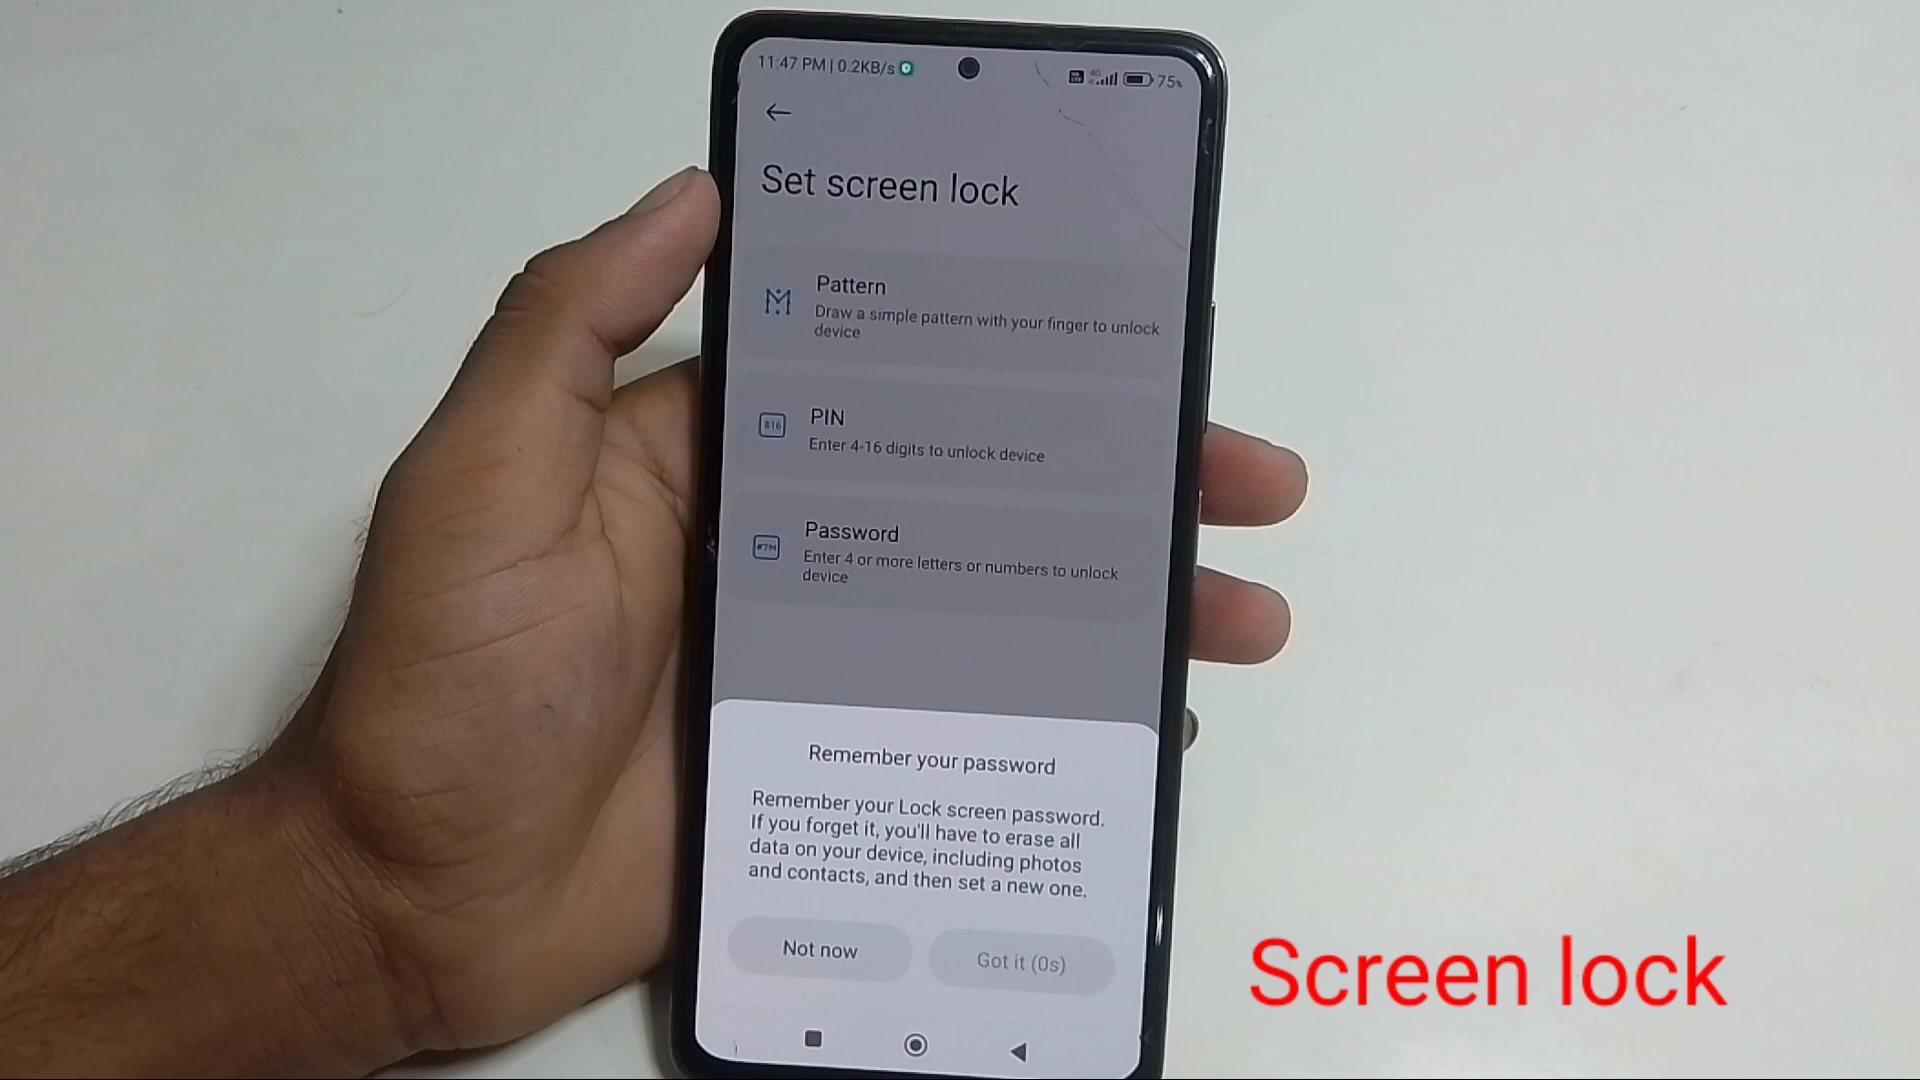 11:47 PM | 0.2KB/s 75%
Set screen lock
Pattern
Draw a simple pattern with your finger to unlock
device
PIN
Enter 4-16 digits to unlock device
Password
Enter 4 or more letters or numbers to unlock
device
Remember your password
Remember your Lock screen password.
If you forget it, you'll have to erase all
data on your device, including photos
and contacts, and then set a new one.
Not now Got it (0s)
Screen lock